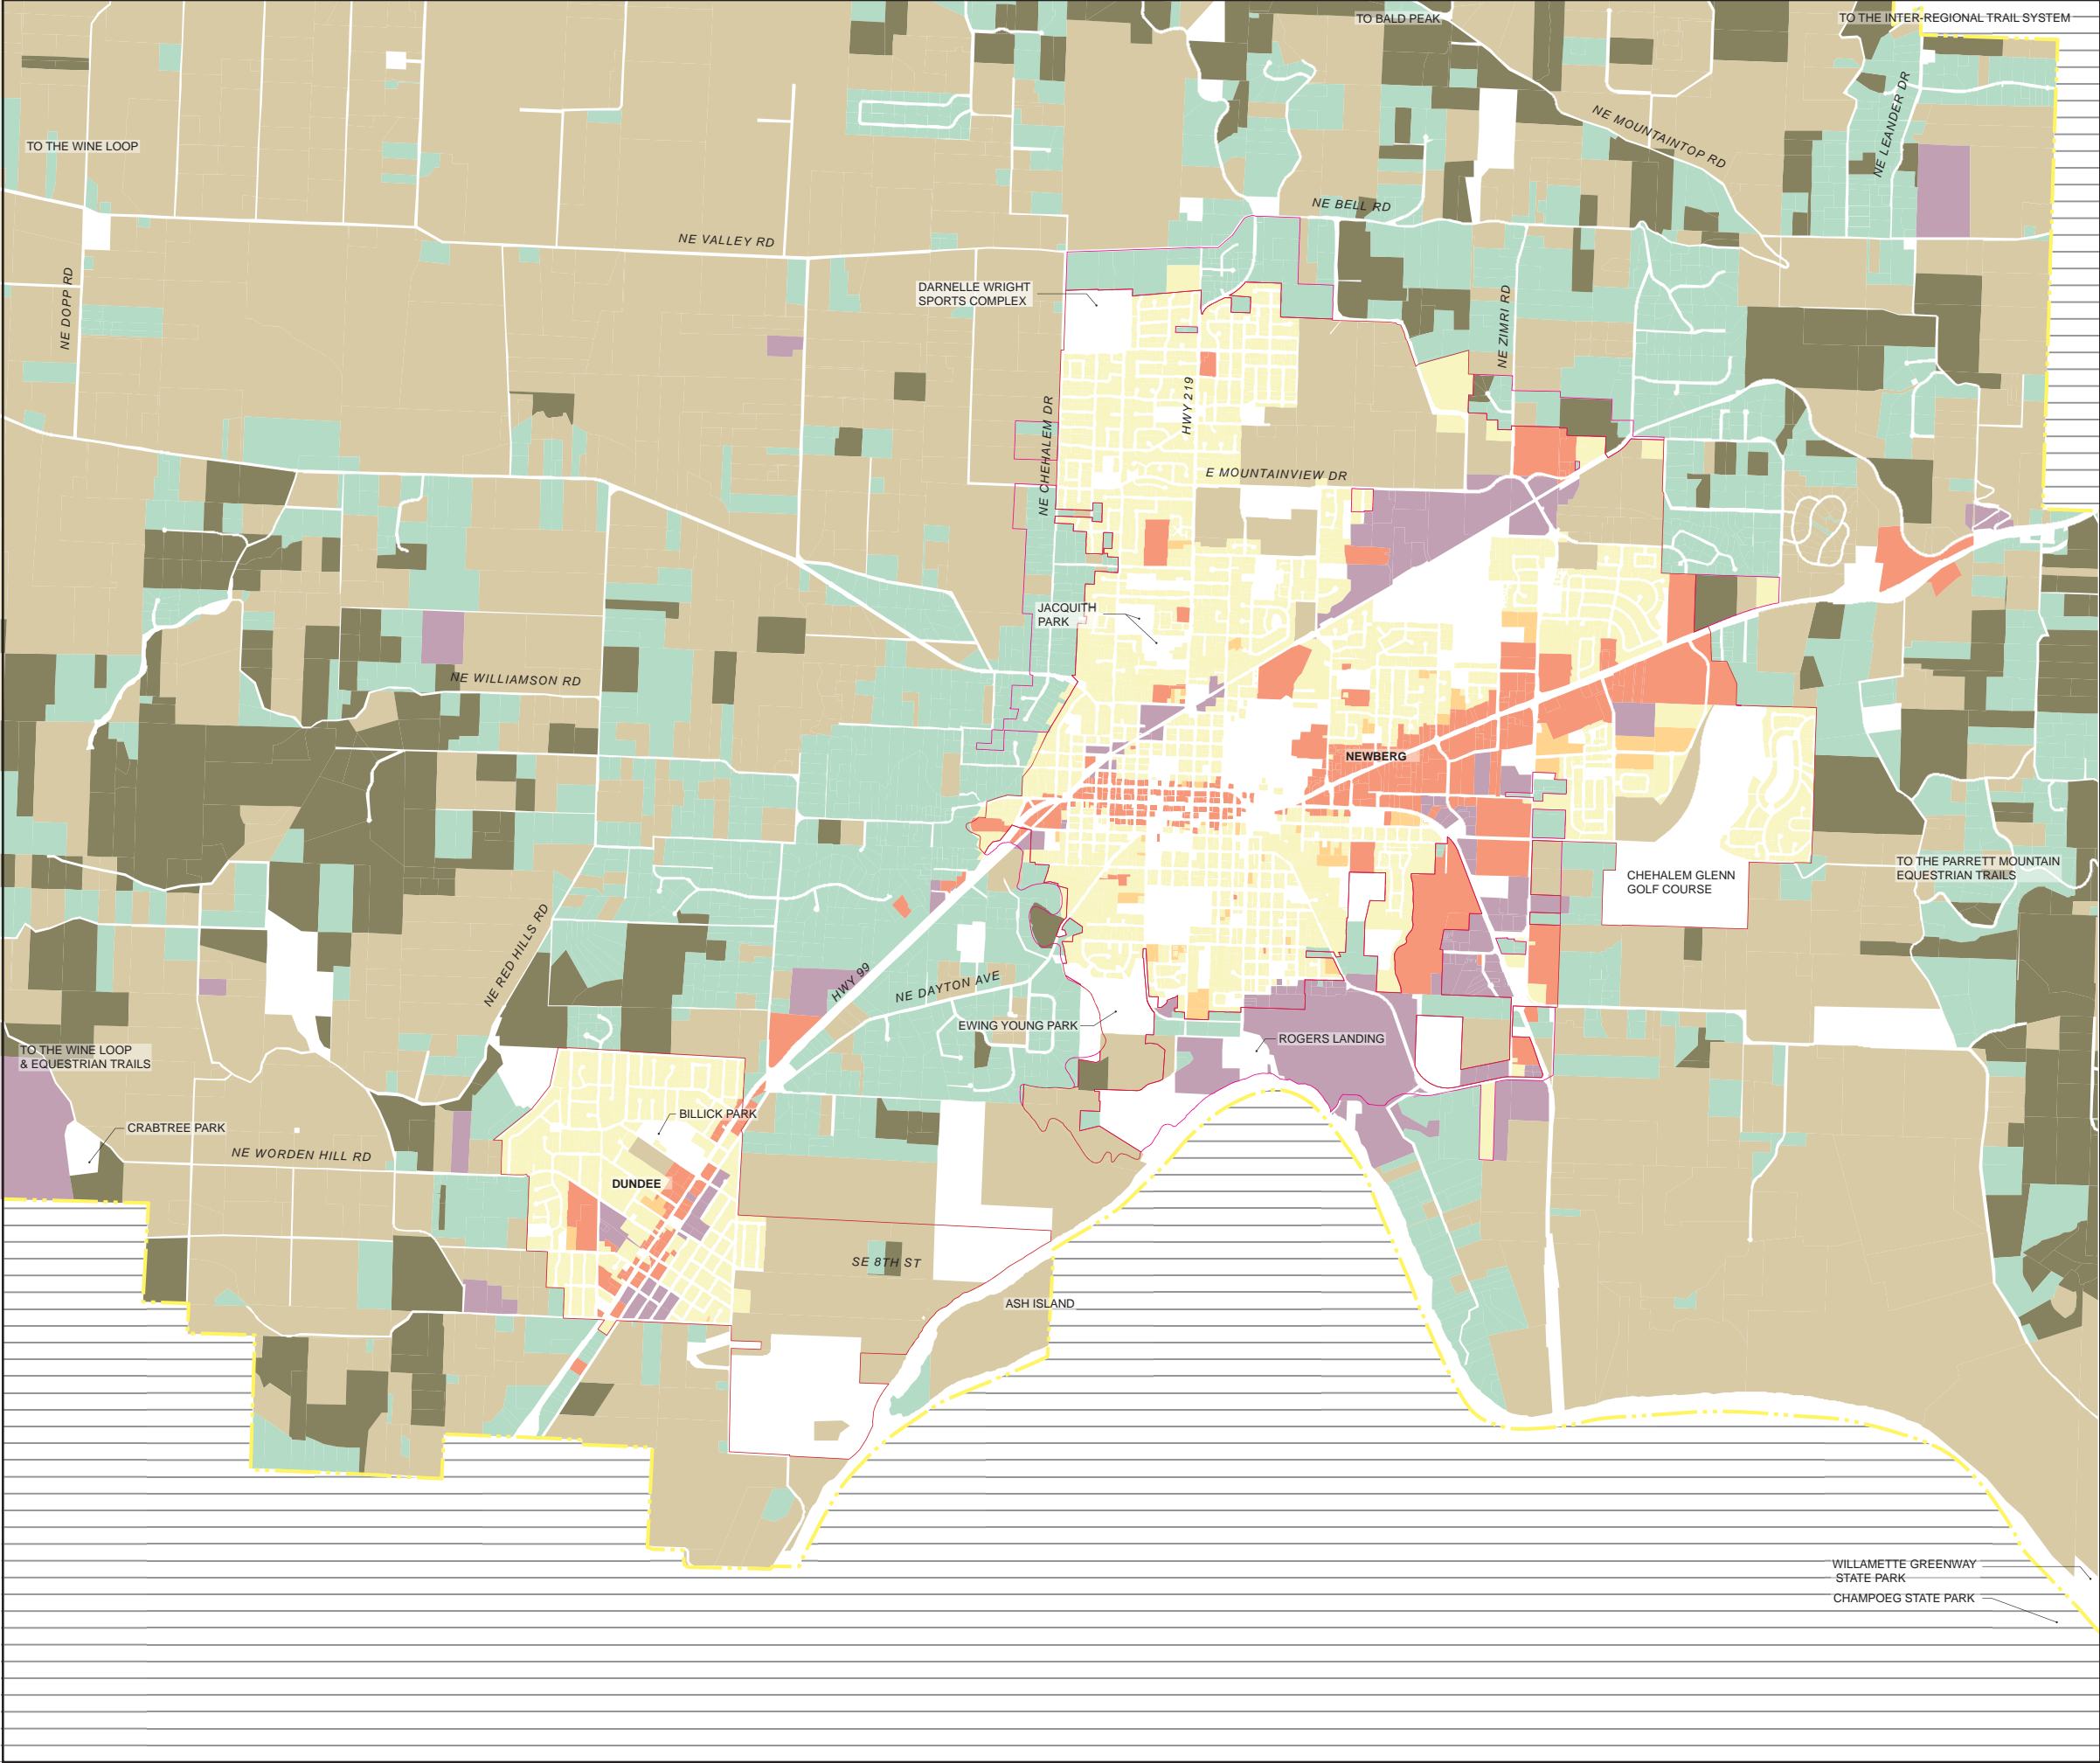 TO BALD PEAK
TO THE INTER-REGIONAL TRAIL SYSTEM
NE LEANDER DR
NE MOUNTAINTOP RD
TO THE WINE LOOP
NE BELL RD
NE VALLEY RD
NE DOPP RD
DARNELLE WRIGHT
SPORTS COMPLEX
NE ZIMRI RD
HWY 219
NE CHEHALEM DR
E MOUNTAINVIEW DR
JACQUITH
PARK
NE WILLIAMSON RD
NEWBERG
TO THE PARRETT MOUNTAIN
EQUESTRIAN TRAILS
CHEHALEM GLENN
GOLF COURSE
NE RED HILLS RD
HWY 99
NE DAYTON AVE
EWING YOUNG PARK
ROGERS LANDING
TO THE WINE LOOP
& EQUESTRIAN TRAILS
BILLICK PARK
CRABTREE PARK
NE WORDEN HILL RD
DUNDEE
SE 8TH ST
ASH ISLAND
WILLAMETTE GREENWAY
STATE PARK
CHAMPOEG STATE PARK